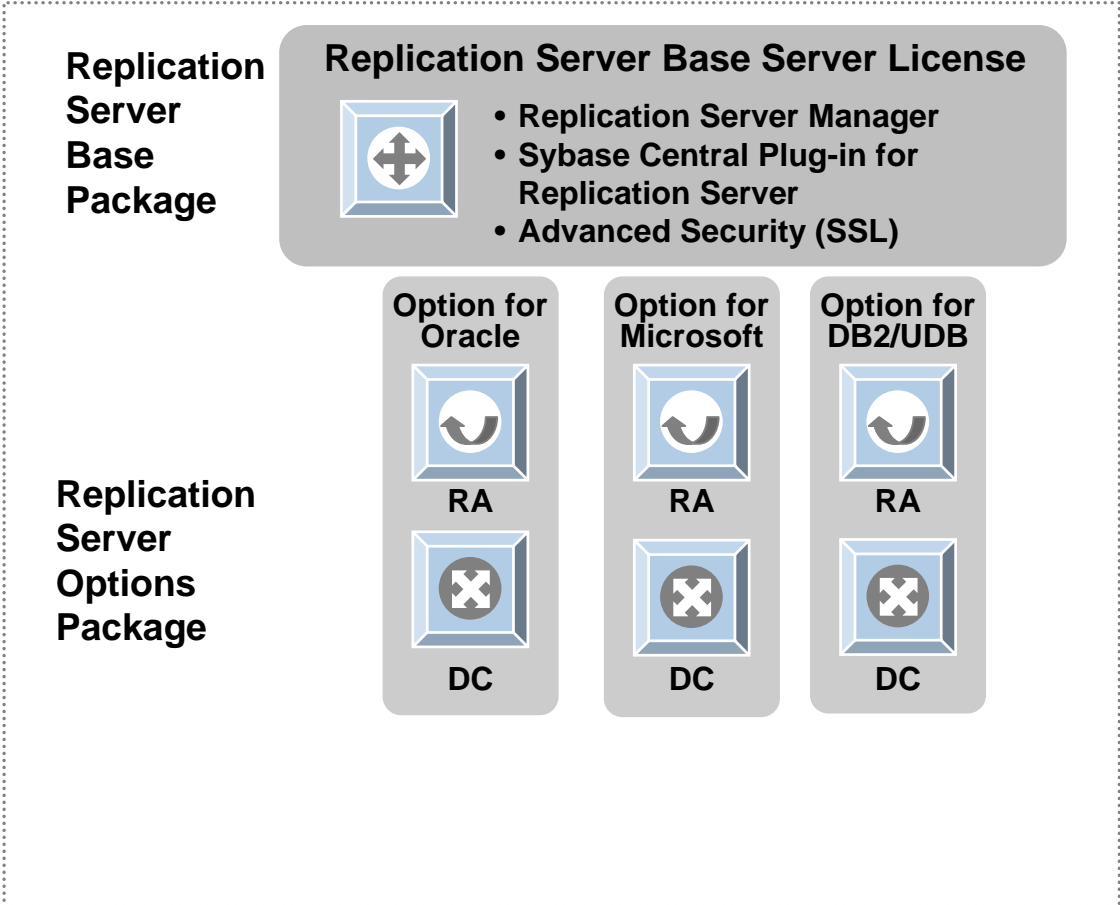 Replication
Server
Base
Package
Replication Server Base Server License
• Replication Server Manager
• Sybase Central Plug-in for
Replication Server
• Advanced Security (SSL)
Replication
Server
Options
Package
Option for
Oracle
RA
DC
Option for
Microsoft
RA
DC
Option for
DB2/UDB
RA
DC